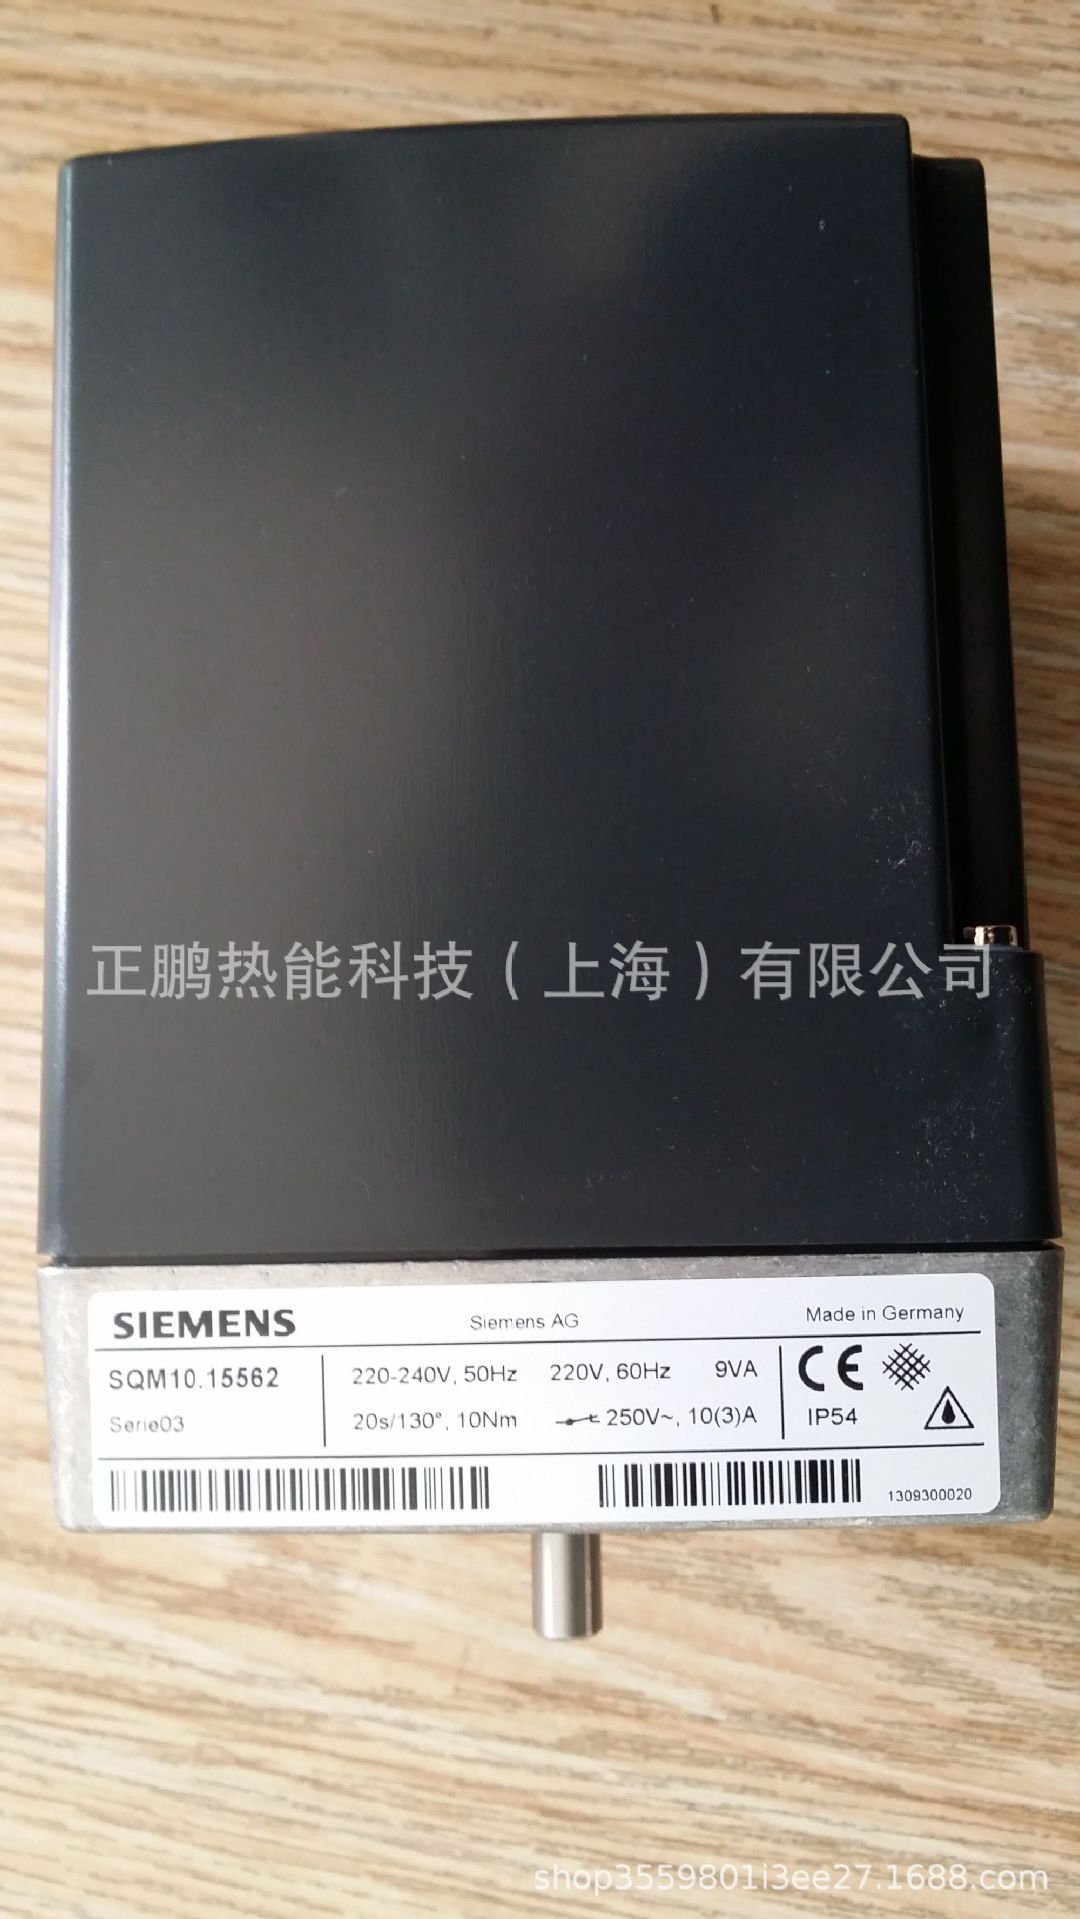 正鹏热能科技（上海）有限公司
SIEMENS Siemens AG Made in Germany
SQM10.15562 220-240V, 50Hz 220V, 60Hz 9VA CE
Serie03 20s/130°, 10Nm 250V~, 10(3)A IP54
1309300020
shop3559801i3ee27.1688.com